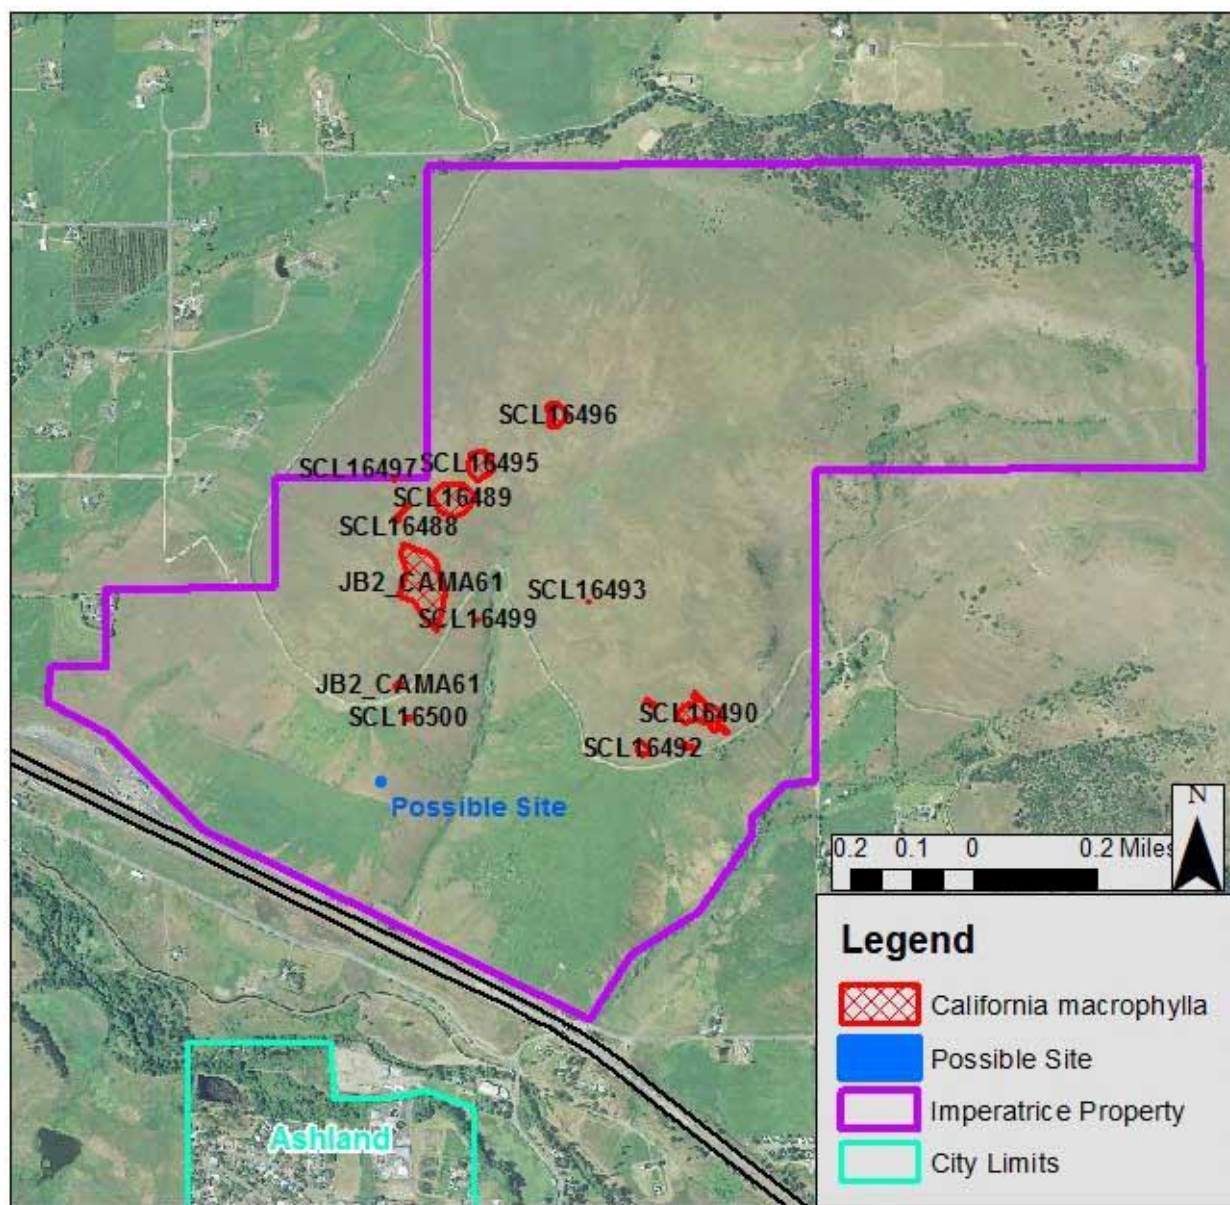 SCL16496
SCL16497
SCL16495
SCL16489
SCL16488
JB2_CAMA61
SCL16493
SCL16499
JB2_CAMA61
SCL16500
SCL16490
SCL16492
Possible Site
N
0.2 0.1 0 0.2 Miles
Legend
California macrophylla
Possible Site
Imperatrice Property
City Limits
Ashland